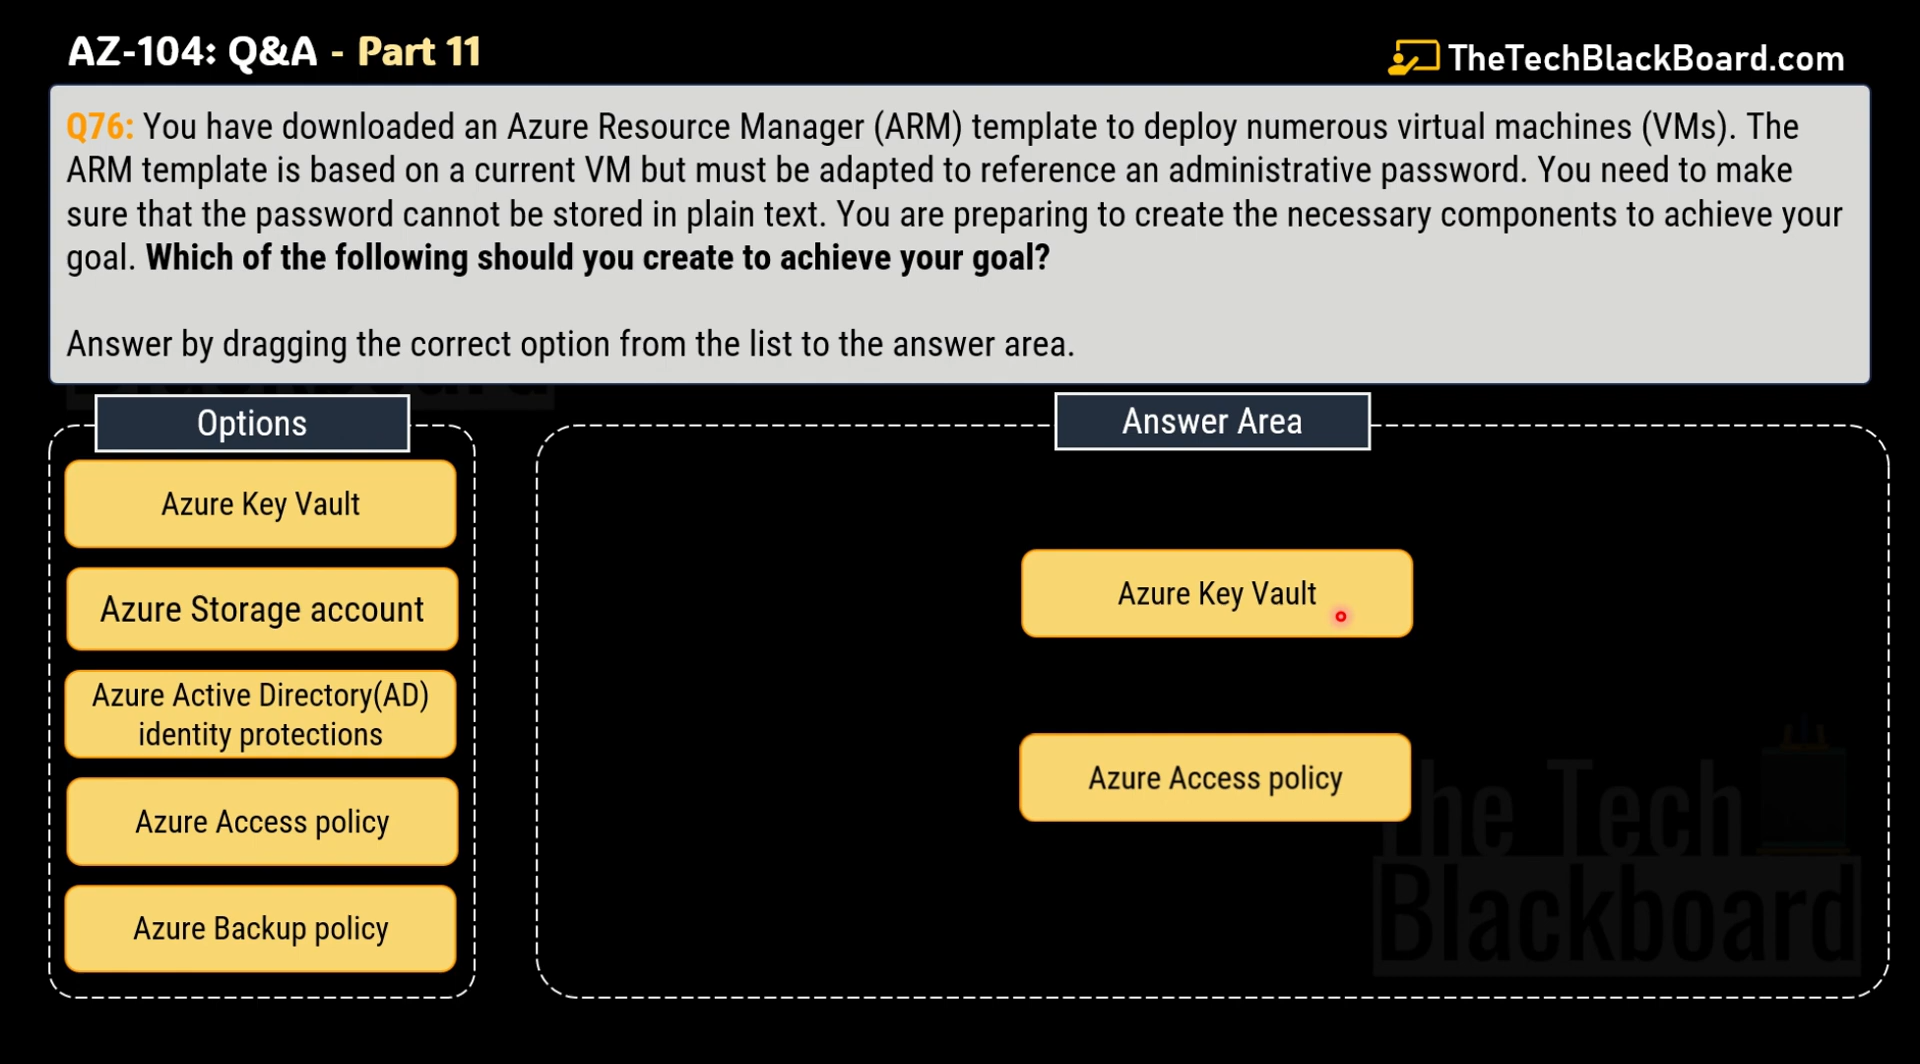 AZ-104: Q&A - Part 11
TheTechBlackBoard.com
Q76: You have downloaded an Azure Resource Manager (ARM) template to deploy numerous virtual machines (VMs). The
ARM template is based on a current VM but must be adapted to reference an administrative password. You need to make
sure that the password cannot be stored in plain text. You are preparing to create the necessary components to achieve your
goal. Which of the following should you create to achieve your goal?
Answer by dragging the correct option from the list to the answer area.
Options
Azure Key Vault
Azure Storage account
Azure Active Directory(AD)
identity protections
Azure Access policy
Azure Backup policy
Answer Area
Azure Key Vault
Azure Access policy
The Tech
Blackboard